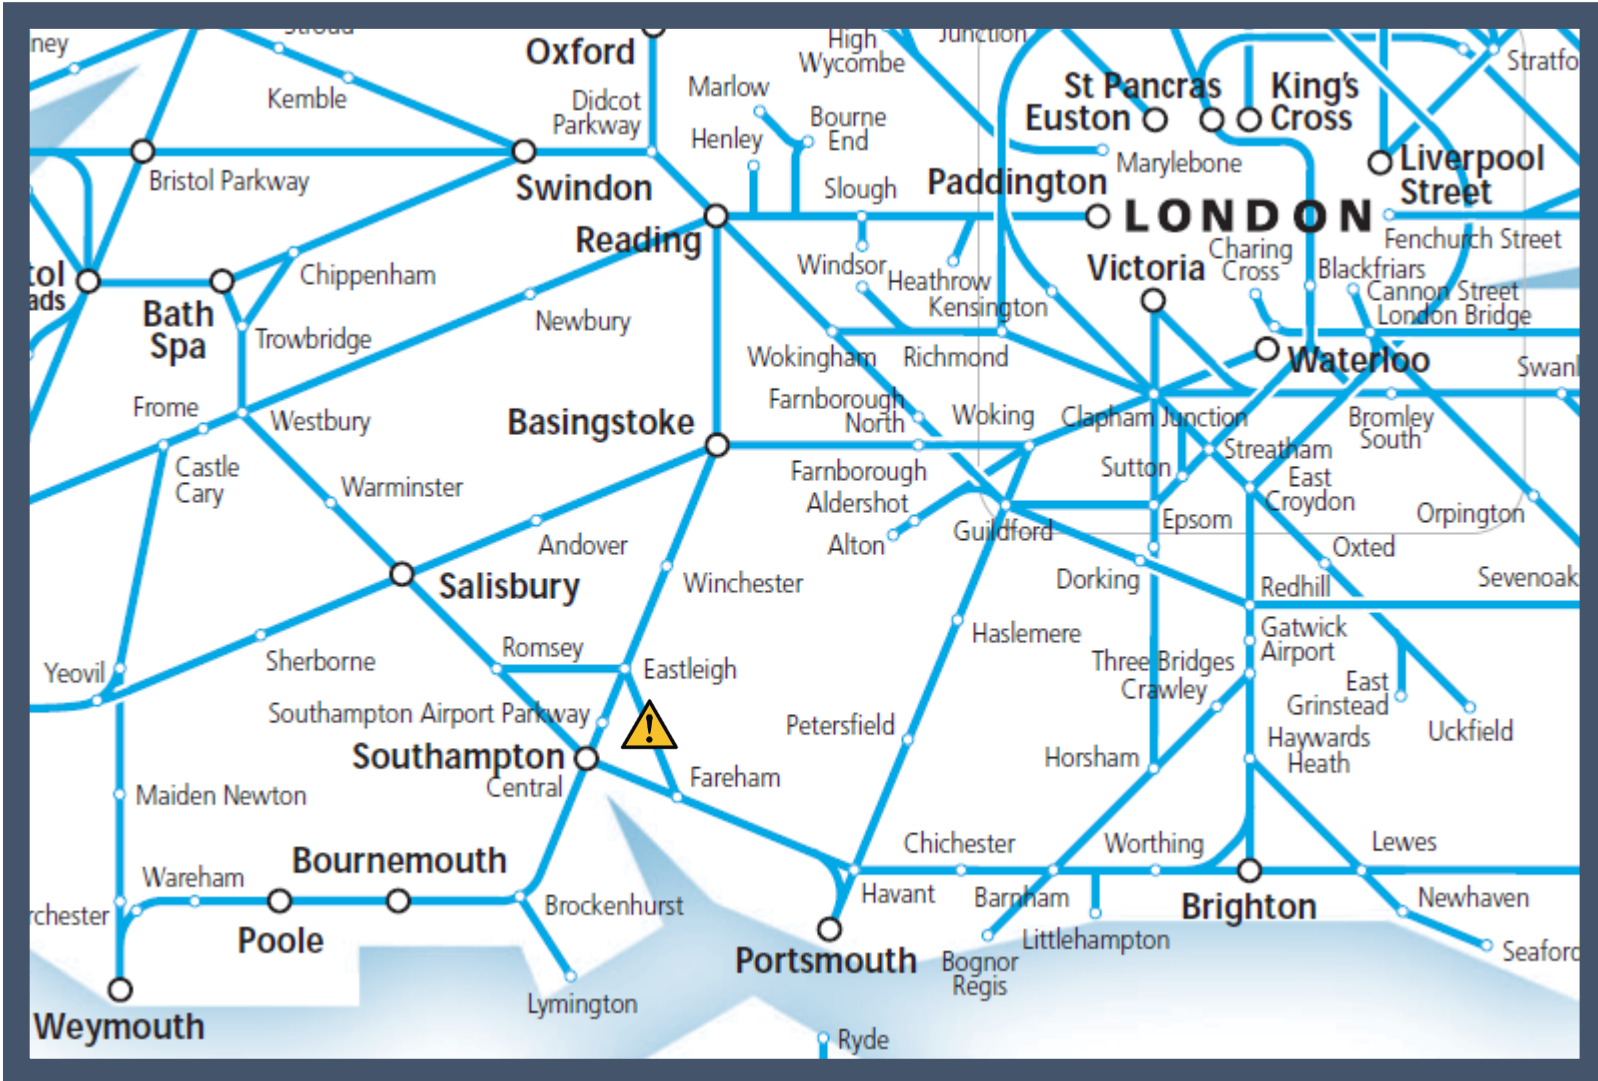 Oxford
High
Wycombe
Junction
Kemble
Didcot
Parkway
Marlow
Bourne
End
Henley
St Pancras
King's
Euston
Cross
Marylebone
Liverpool
Street
Bristol Parkway
Swindon
Slough
Paddington
LONDON
Reading
Fenchurch Street
Windsor
Heathrow
Charing
Cross
Victoria
Blackfriars
Cannon Street
London Bridge
Kensington
Chippenham
Bath
Spa
Trowbridge
Newbury
Wokingham
Richmond
Waterloo
Frome
Westbury
Basingstoke
Farnborough
North
Woking
Clapham Junction
Bromley
South
Castle
Cary
Warminster
Farnborough
Aldershot
Alton
Guildford
Sutton
Streatham
East
Croydon
Epsom
Orpington
Andover
Salisbury
Winchester
Dorking
Oxted
Redhill
Sevenoak
Sherborne
Yeovil
Romsey
Eastleigh
Haslemere
Gatwick
Airport
Three Bridges
Crawley
East
Grinstead
Uckfield
Southampton Airport Parkway
Southampton
Central
Petersfield
Horsham
Haywards
Heath
Fareham
Maiden Newton
Chichester
Worthing
Lewes
Wareham
Bournemouth
Havant
Barnham
Brighton
Newhaven
rchester
Poole
Brockenhurst
Littlehampton
Seaford
Portsmouth
Bognor
Regis
Lymington
Weymouth
Ryde